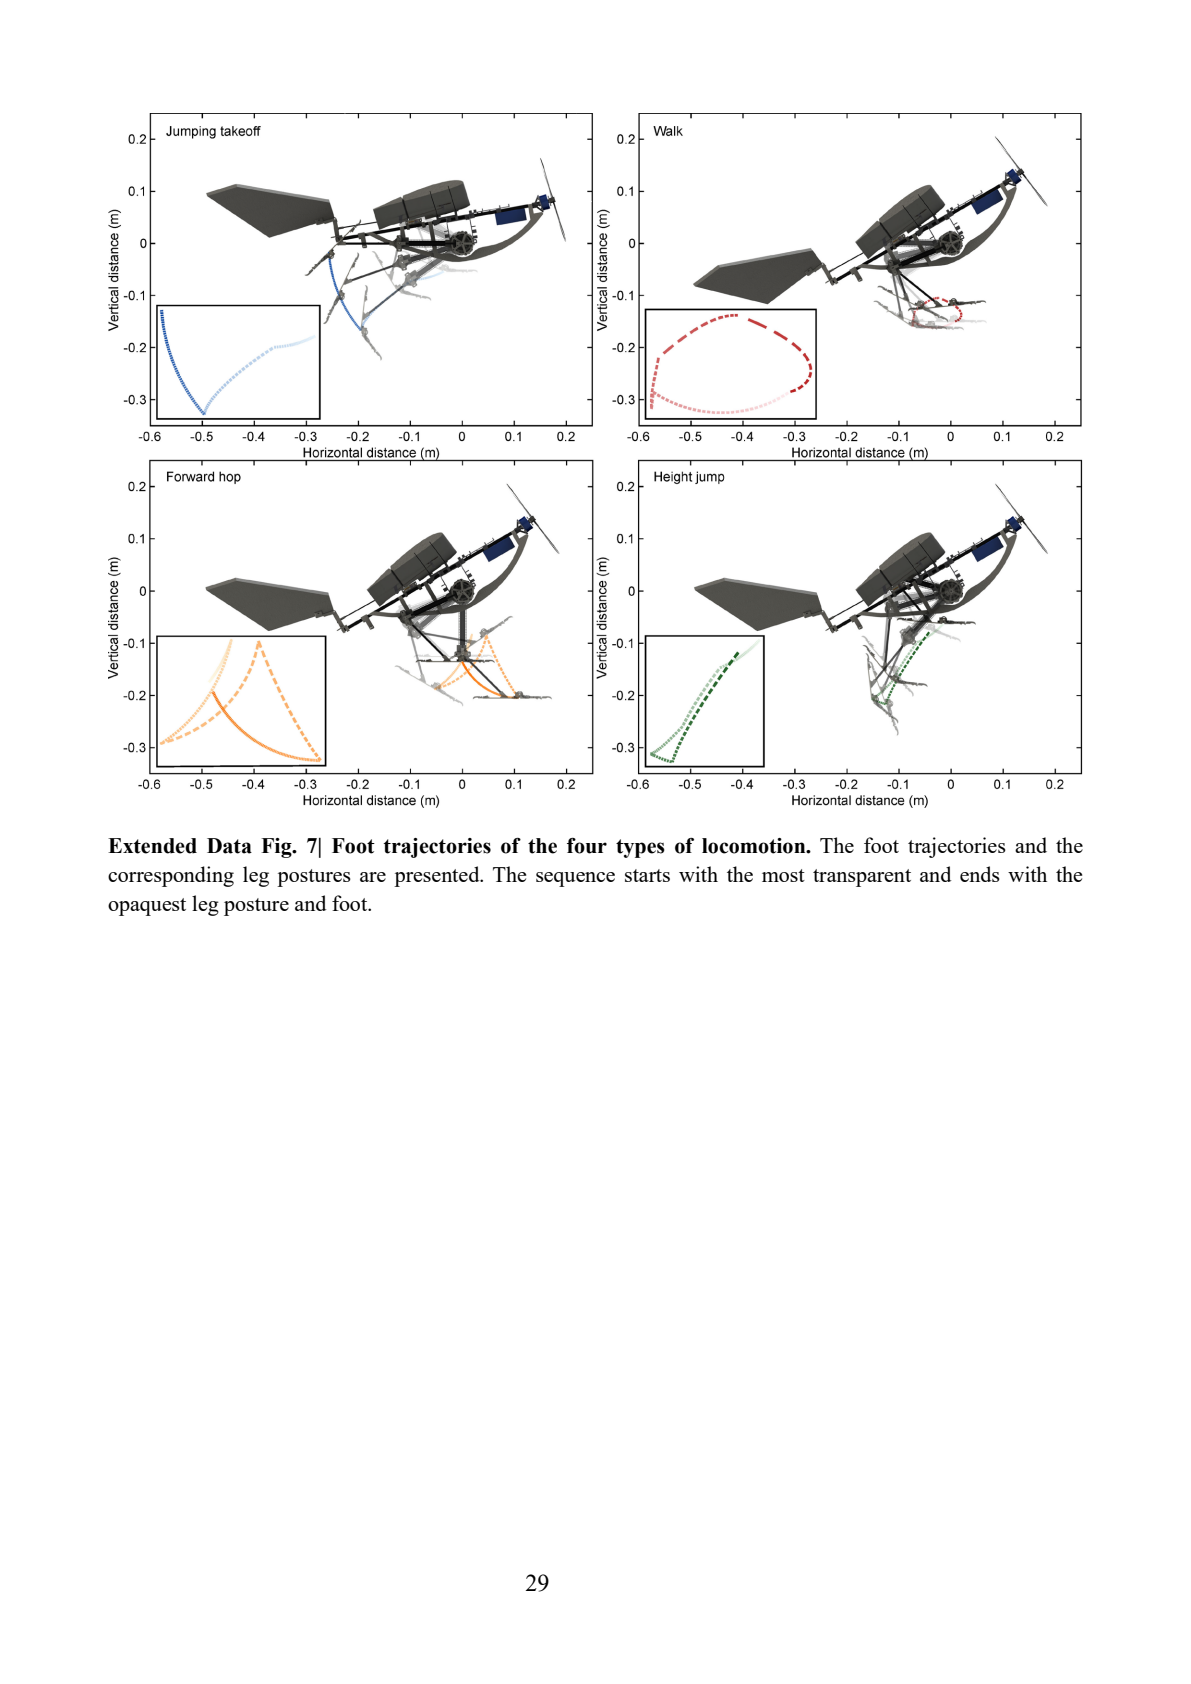 Jumping takeoff
0.2
0.1
0
-0.1
-0.2
-0.3
Vertical distance (m)
-0.6 -0.5 -0.4 -0.3 -0.2 -0.1 0 0.1 0.2
Horizontal distance (m)
Walk
0.2
0.1
0
-0.1
-0.2
-0.3
Vertical distance (m)
-0.6 -0.5 -0.4 -0.3 -0.2 -0.1 0 0.1 0.2
Horizontal distance (m)
Forward hop
0.2
0.1
0
-0.1
-0.2
-0.3
Vertical distance (m)
-0.6 -0.5 -0.4 -0.3 -0.2 -0.1 0 0.1 0.2
Horizontal distance (m)
Height jump
0.2
0.1
0
-0.1
-0.2
-0.3
Vertical distance (m)
-0.6 -0.5 -0.4 -0.3 -0.2 -0.1 0 0.1 0.2
Horizontal distance (m)
Extended Data Fig. 7| Foot trajectories of the four types of locomotion. The foot trajectories and the
corresponding leg postures are presented. The sequence starts with the most transparent and ends with the
opaquest leg posture and foot.
29